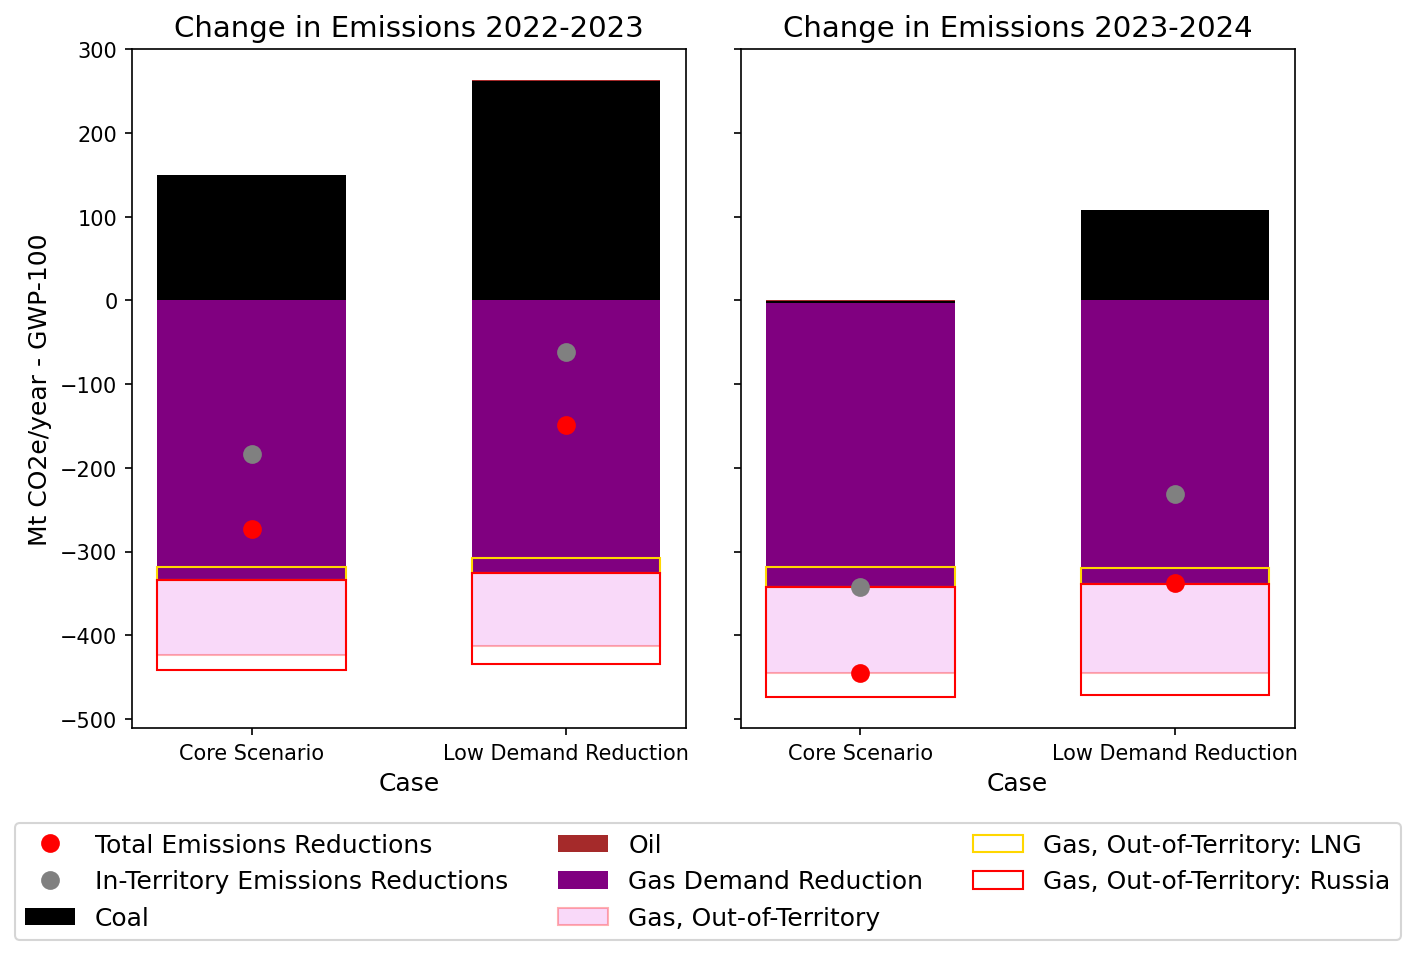 Change in Emissions 2022-2023
Change in Emissions 2023-2024
300
200
100
0
−100
−200
−300
−400
−500
Mt CO2e/year - GWP-100
Core Scenario
Low Demand Reduction
Case
Core Scenario
Low Demand Reduction
Case
Total Emissions Reductions
In-Territory Emissions Reductions
Coal
Oil
Gas Demand Reduction
Gas, Out-of-Territory
Gas, Out-of-Territory: LNG
Gas, Out-of-Territory: Russia